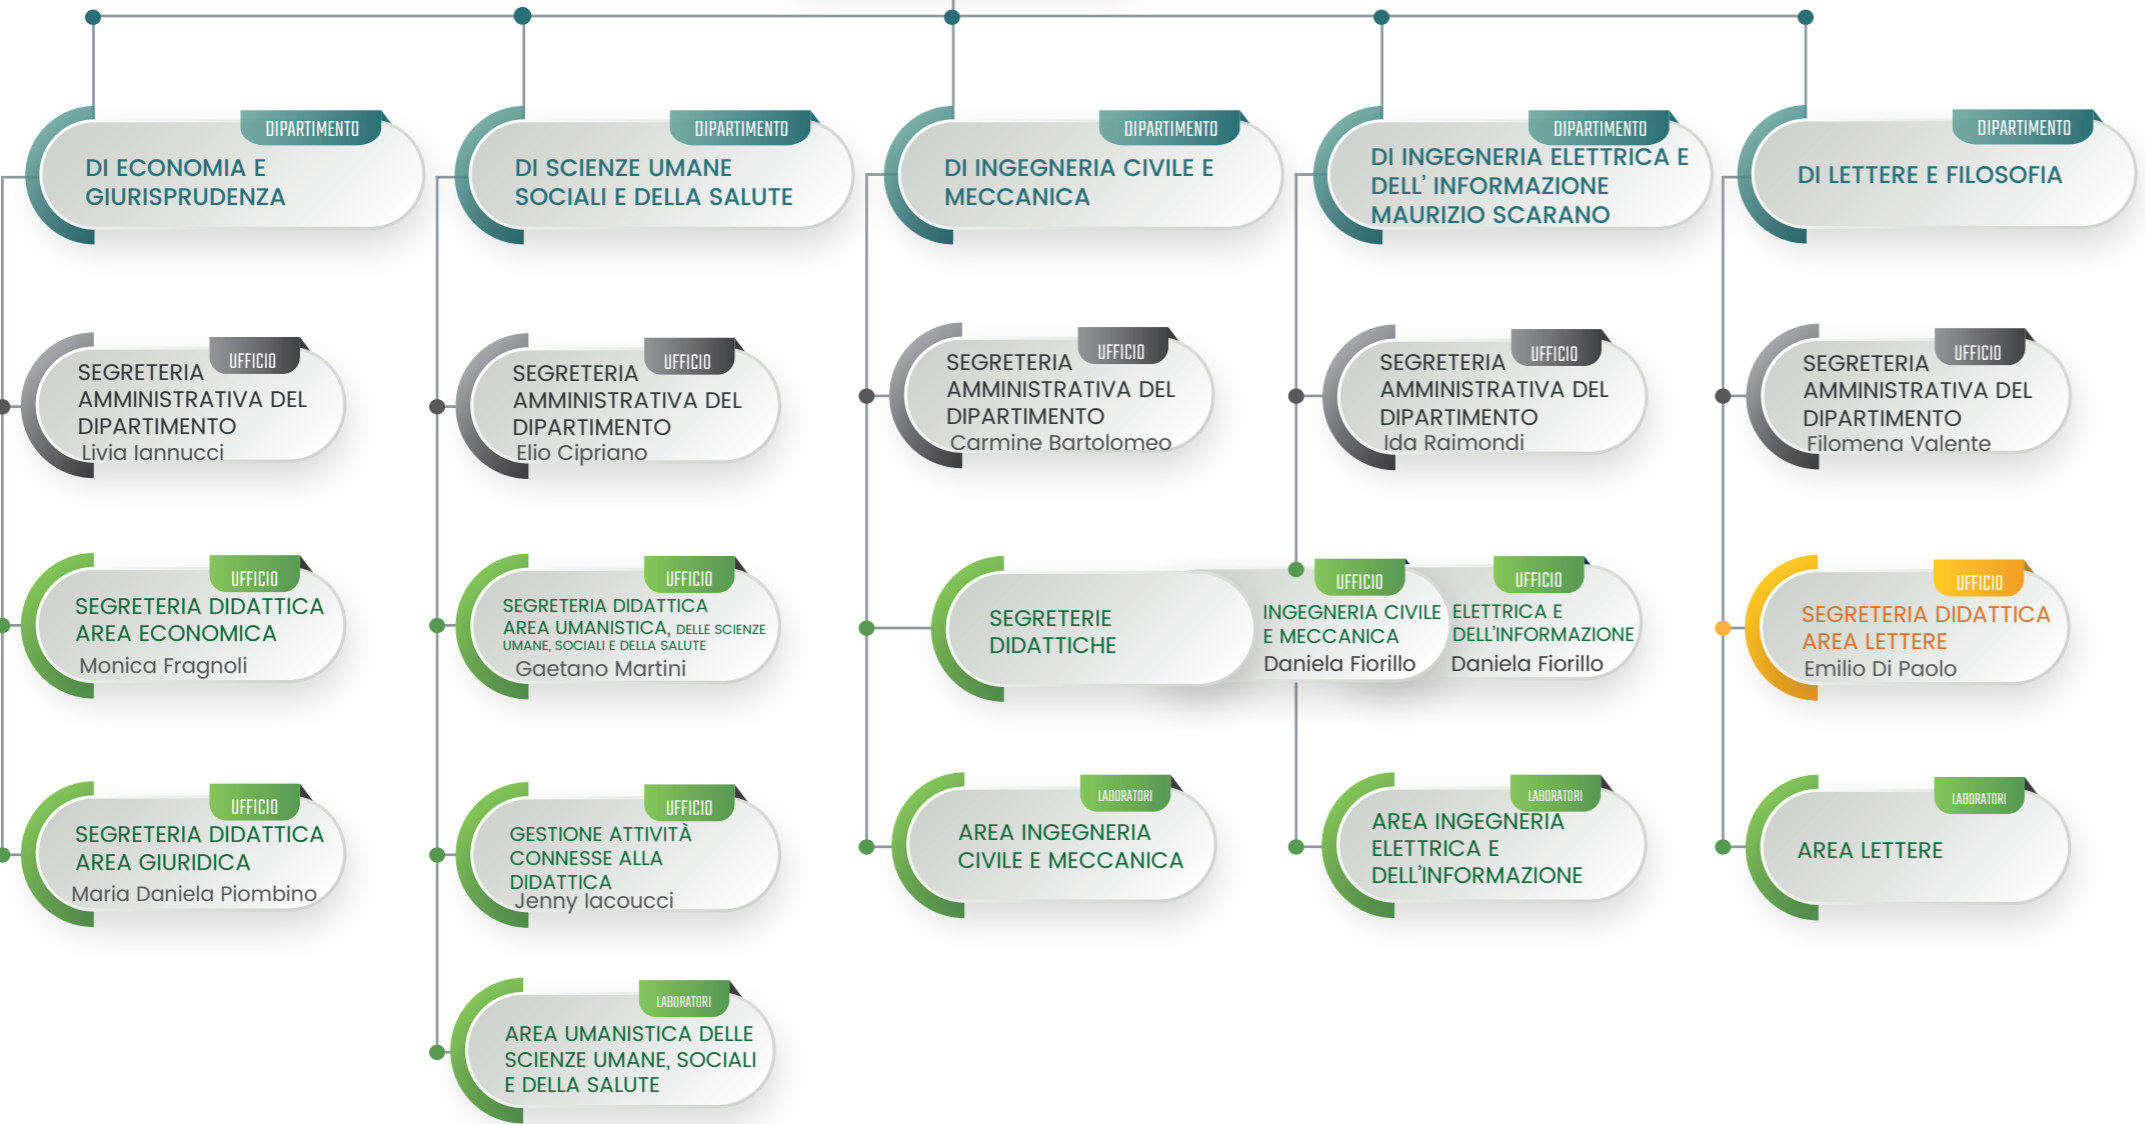 DIPARTIMENTO
DI ECONOMIA E
GIURISPRUDENZA
DIPARTIMENTO
DI SCIENZE UMANE
SOCIALI E DELLA SALUTE
DIPARTIMENTO
DI INGEGNERIA CIVILE E
MECCANICA
DIPARTIMENTO
DI INGEGNERIA ELETTRICA E
DELL' INFORMAZIONE
MAURIZIO SCARANO
DIPARTIMENTO
DI LETTERE E FILOSOFIA
UFFICIO
SEGRETERIA
AMMINISTRATIVA DEL
DIPARTIMENTO
Livia Iannucci
UFFICIO
SEGRETERIA
AMMINISTRATIVA DEL
DIPARTIMENTO
Elio Cipriano
UFFICIO
SEGRETERIA
AMMINISTRATIVA DEL
DIPARTIMENTO
Carmine Bartolomeo
UFFICIO
SEGRETERIA
AMMINISTRATIVA DEL
DIPARTIMENTO
Ida Raimondi
UFFICIO
SEGRETERIA
AMMINISTRATIVA DEL
DIPARTIMENTO
Filomena Valente
UFFICIO
SEGRETERIA DIDATTICA
AREA ECONOMICA
Monica Fragnoli
UFFICIO
SEGRETERIA DIDATTICA
AREA UMANISTICA, DELLE SCIENZE
UMANE, SOCIALI E DELLA SALUTE
Gaetano Martini
SEGRETERIE
DIDATTICHE
UFFICIO
INGEGNERIA CIVILE
E MECCANICA
Daniela Fiorillo
UFFICIO
ELETTRICA E
DELL'INFORMAZIONE
Daniela Fiorillo
UFFICIO
SEGRETERIA DIDATTICA
AREA LETTERE
Emilio Di Paolo
UFFICIO
SEGRETERIA DIDATTICA
AREA GIURIDICA
Maria Daniela Piombino
UFFICIO
GESTIONE ATTIVITÀ
CONNESSE ALLA
DIDATTICA
Jenny Iacoucci
LABORATORI
AREA INGEGNERIA
CIVILE E MECCANICA
LABORATORI
AREA INGEGNERIA
ELETTRICA E
DELL'INFORMAZIONE
LABORATORI
AREA LETTERE
LABORATORI
AREA UMANISTICA DELLE
SCIENZE UMANE, SOCIALI
E DELLA SALUTE